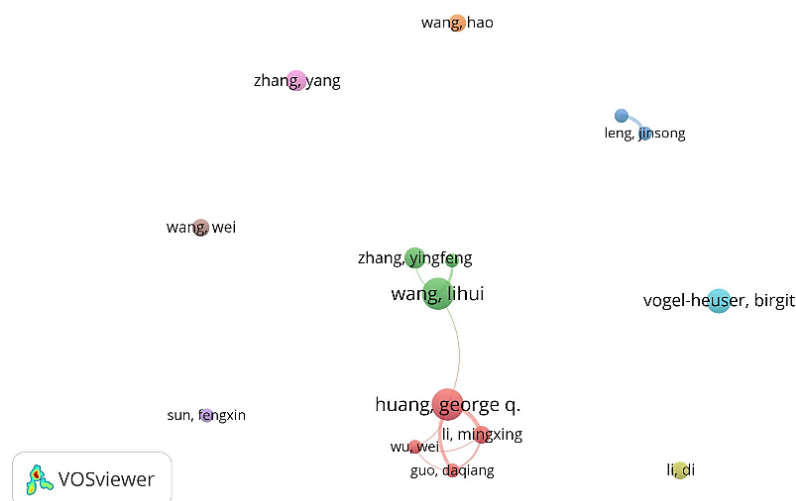 wang, hao
zhang, yang
leng, jinsong
wang, wei
zhang, yingfeng
wang, lihui
vogel-heuser, birgit
huang, george q.
sun, fengxin
li, mingxing
wu, wei
guo, daqiang
li, di
VOSviewer